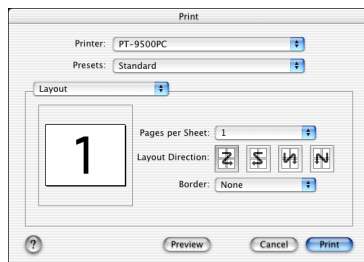 Print
Printer: PT-9500PC
Presets: Standard
Layout
1
Pages per Sheet: 1
Layout Direction:
Border: None
? Preview Cancel Print